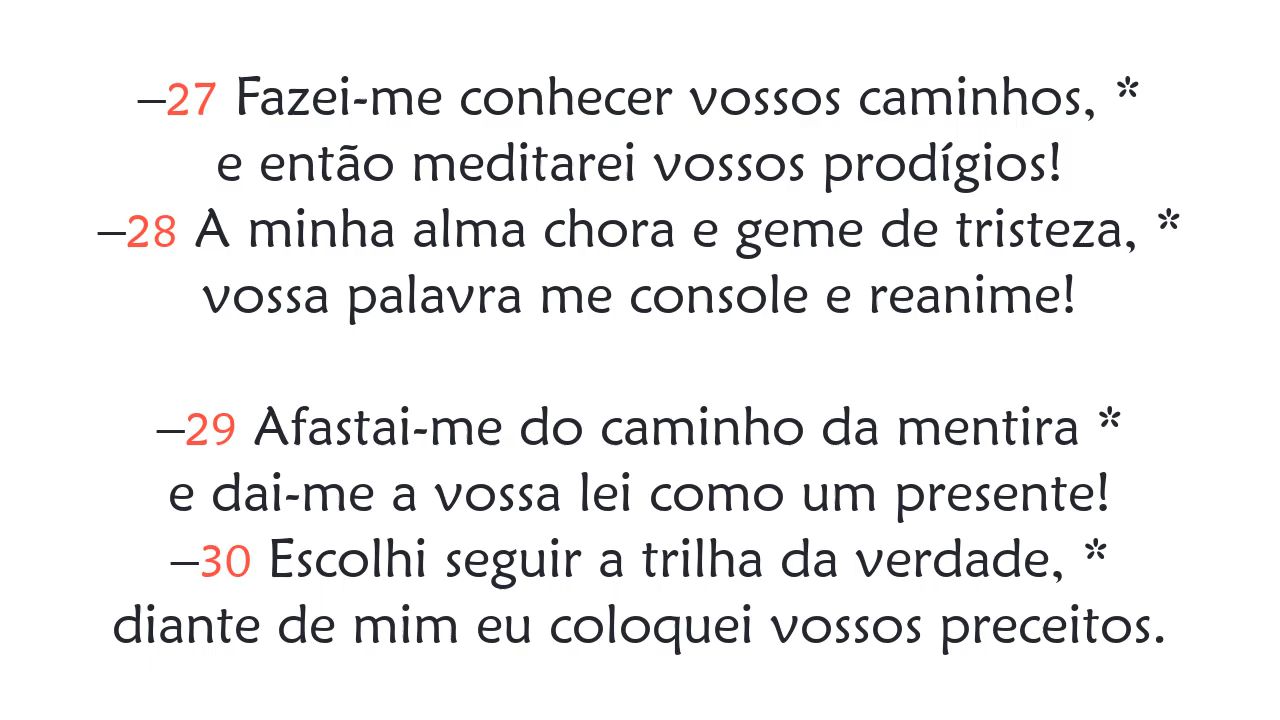 –27 Fazei-me conhecer vossos caminhos, *
e então meditarei vossos prodígios!
–28 A minha alma chora e geme de tristeza, *
vossa palavra me console e reanime!
–29 Afastai-me do caminho da mentira *
e dai-me a vossa lei como um presente!
–30 Escolhi seguir a trilha da verdade, *
diante de mim eu coloquei vossos preceitos.